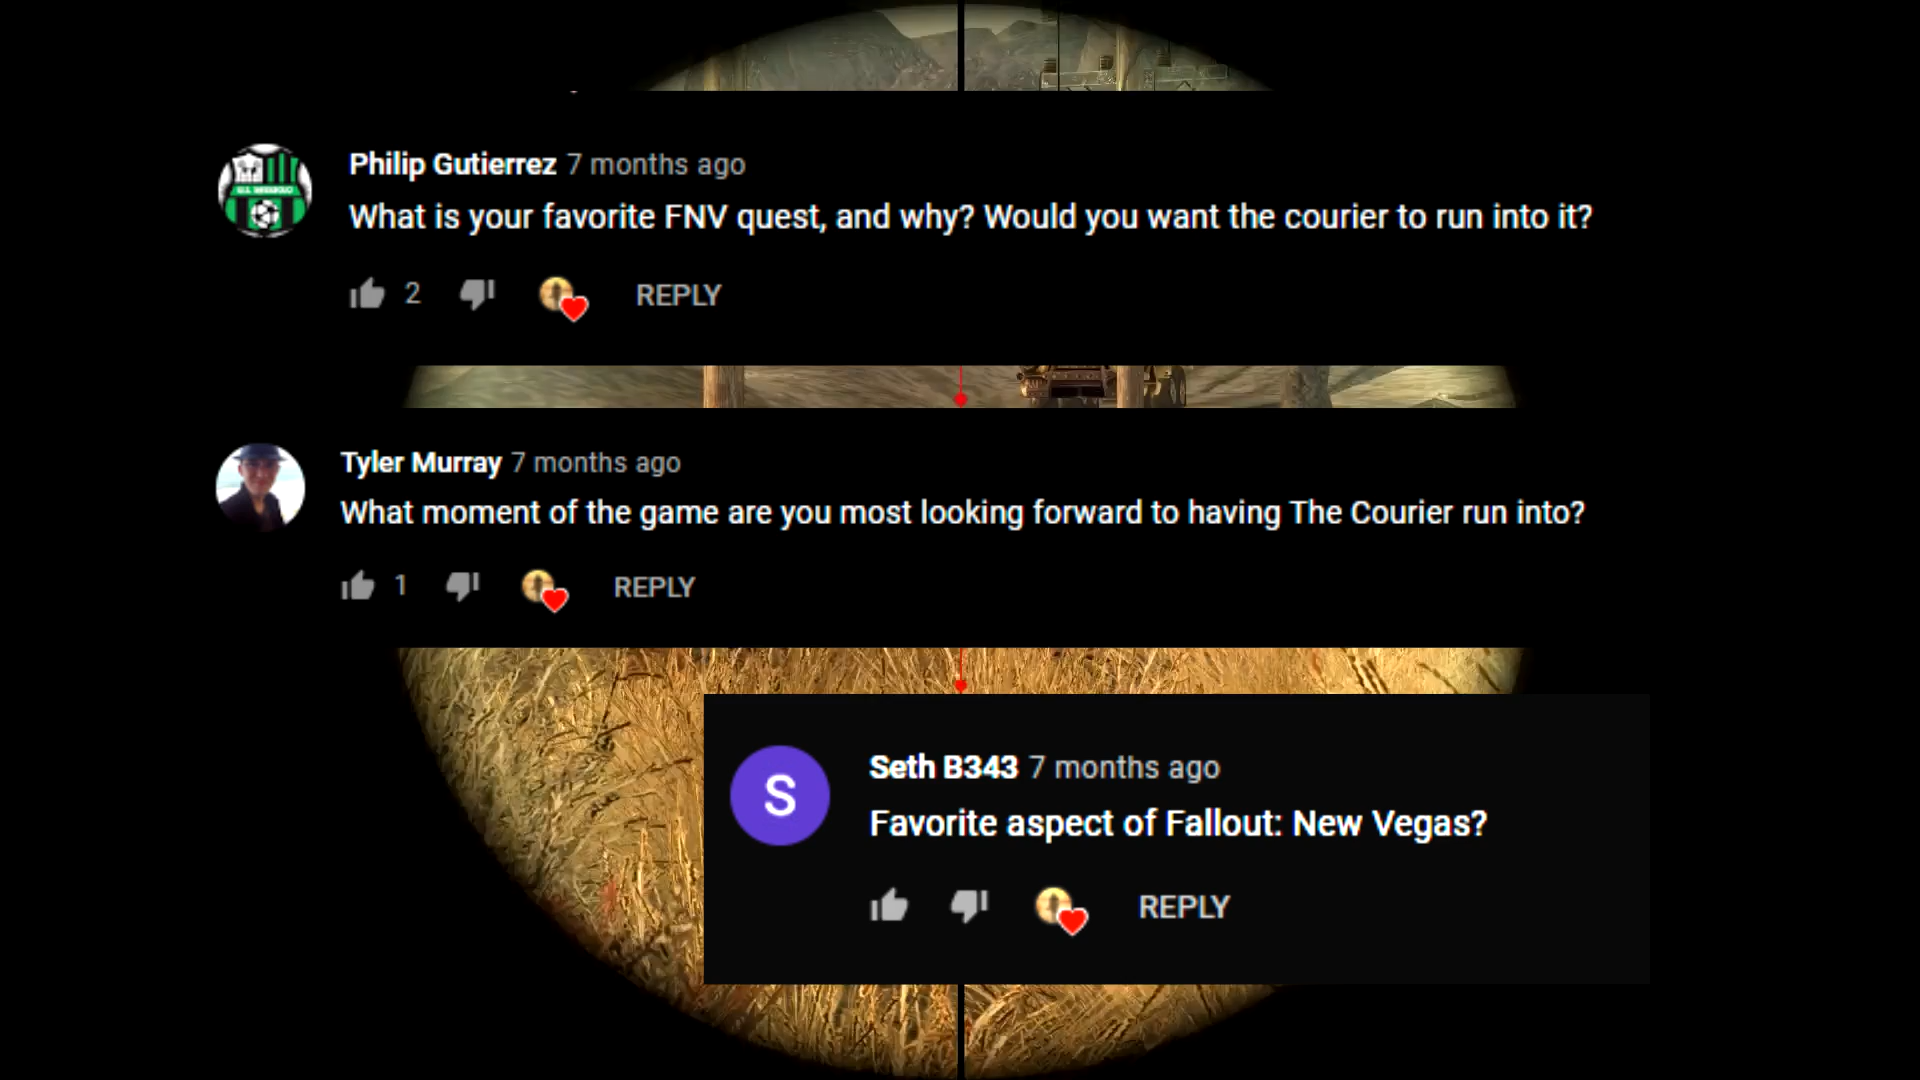 Philip Gutierrez 7 months ago
What is your favorite FNV quest, and why? Would you want the courier to run into it?
2 REPLY
Tyler Murray 7 months ago
What moment of the game are you most looking forward to having The Courier run into?
1 REPLY
S
Seth B343 7 months ago
Favorite aspect of Fallout: New Vegas?
REPLY